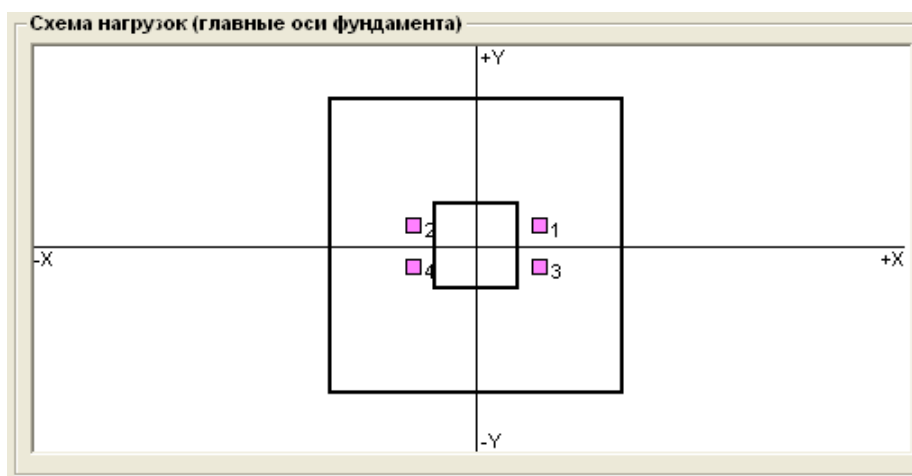 Схема нагрузок (главные оси фундамента)
+Y
2 1
-X +X
4 3
-Y